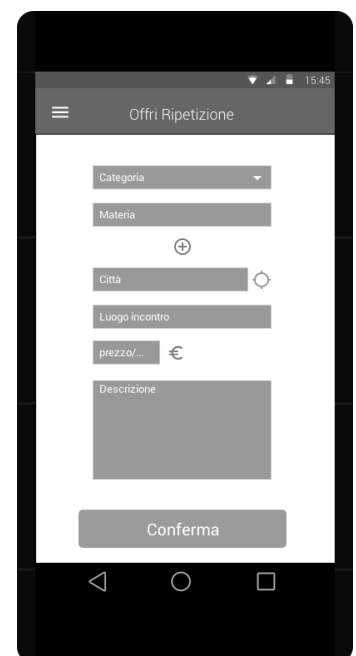 15:45
Offri Ripetizione
Categoria
Materia
Città
Luogo incontro
prezzo/... €
Descrizione
Conferma